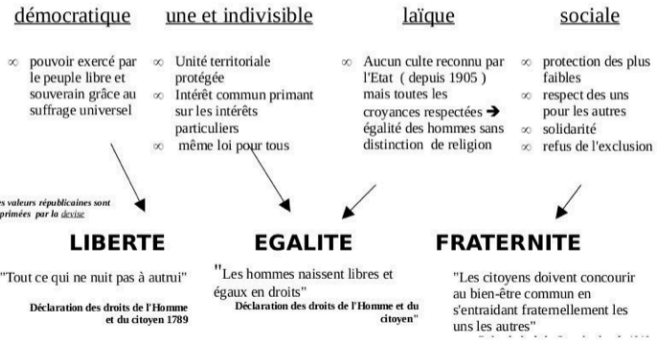 démocratique
une et indivisible
laïque
sociale
∞ pouvoir exercé par
le peuple libre et
souverain grâce au
suffrage universel
∞ Unité territoriale
protégée
∞ Intérêt commun primant
sur les intérêts
particuliers
∞ même loi pour tous
∞ Aucun culte reconnu par
l'Etat ( depuis 1905 )
mais toutes les
croyances respectées ➔
égalité des hommes sans
distinction de religion
∞ protection des plus
faibles
∞ respect des uns
pour les autres
∞ solidarité
∞ refus de l'exclusion
es valeurs républicaines sont
primées par la devise
LIBERTE
EGALITE
FRATERNITE
"Tout ce qui ne nuit pas à autrui"
Déclaration des droits de l'Homme
et du citoyen 1789
"Les hommes naissent libres et
égaux en droits"
Déclaration des droits de l'Homme et du
citoyen"
"Les citoyens doivent concourir
au bien-être commun en
s'entraidant fraternellement les
uns les autres"